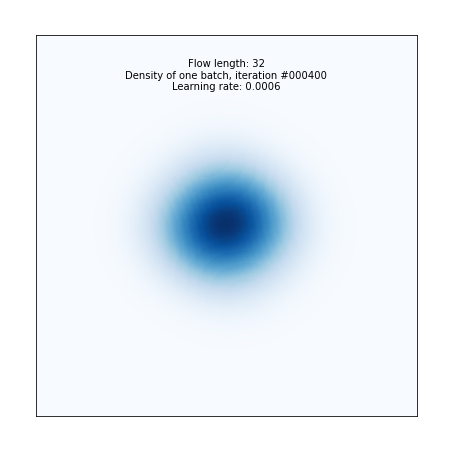 Flow length: 32
Density of one batch, iteration #000400
Learning rate: 0.0006